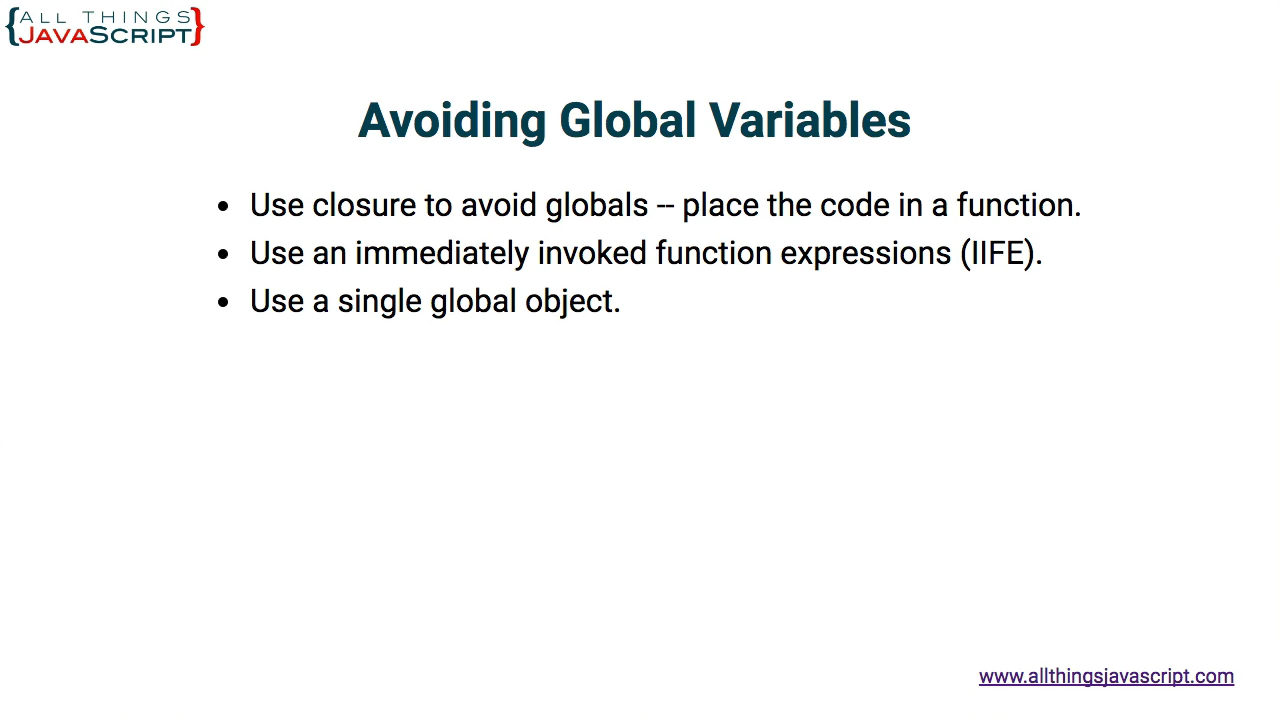 {ALL THINGS
JAVASCRIPT}
Avoiding Global Variables
• Use closure to avoid globals -- place the code in a function.
• Use an immediately invoked function expressions (IIFE).
• Use a single global object.
www.allthingsjavascript.com